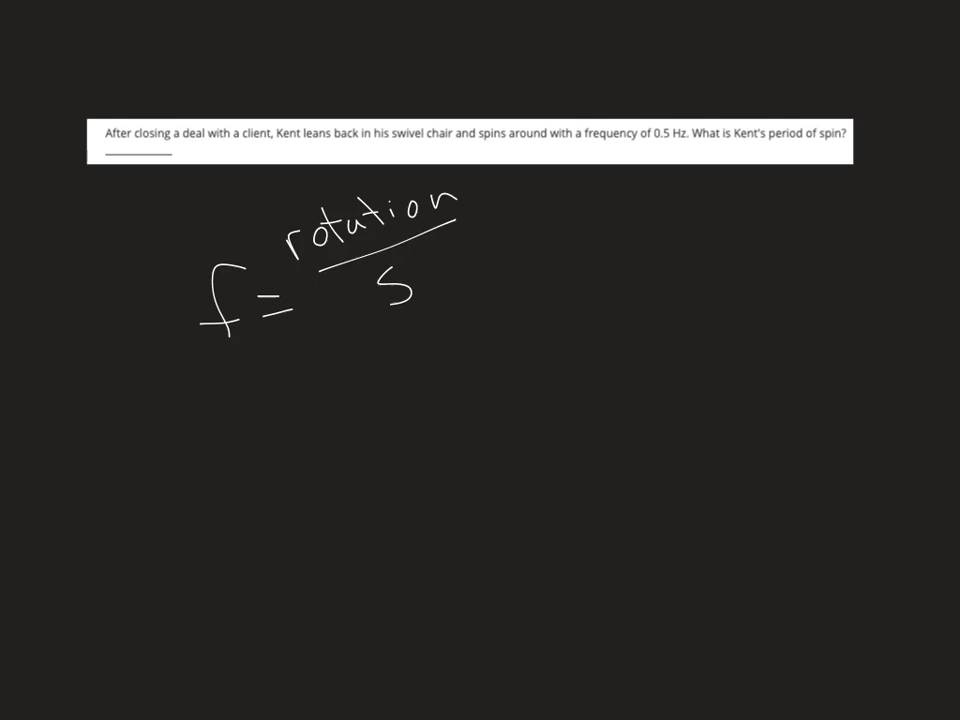 After closing a deal with a client, Kent leans back in his swivel chair and spins around with a frequency of 0.5 Hz. What is Kent's period of spin?
___________
f = rotation / s